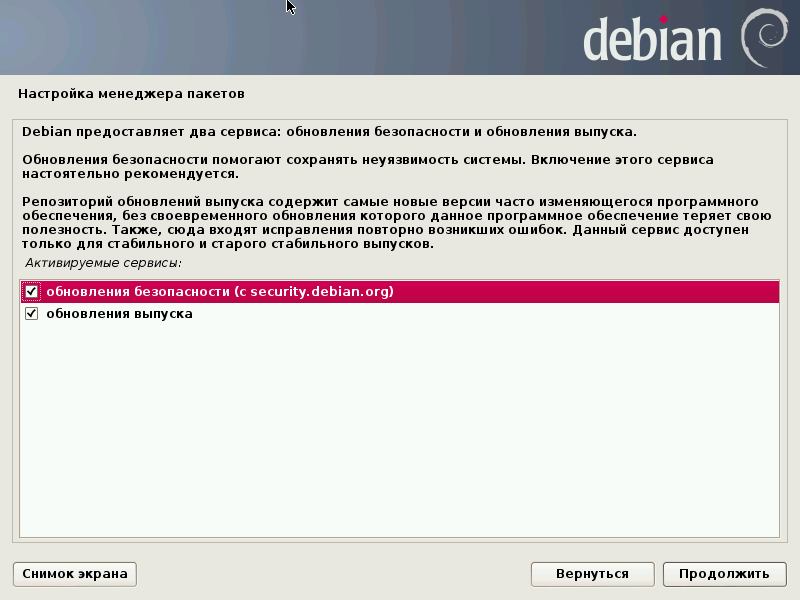 debian
Настройка менеджера пакетов
Debian предоставляет два сервиса: обновления безопасности и обновления выпуска.
Обновления безопасности помогают сохранять неуязвимость системы. Включение этого сервиса
настоятельно рекомендуется.
Репозиторий обновлений выпуска содержит самые новые версии часто изменяющегося программного
обеспечения, без своевременного обновления которого данное программное обеспечение теряет свою
полезность. Также, сюда входят исправления повторно возникших ошибок. Данный сервис доступен
только для стабильного и старого стабильного выпусков.
Активируемые сервисы:
обновления безопасности (с security.debian.org)
обновления выпуска
Снимок экрана
Вернуться
Продолжить